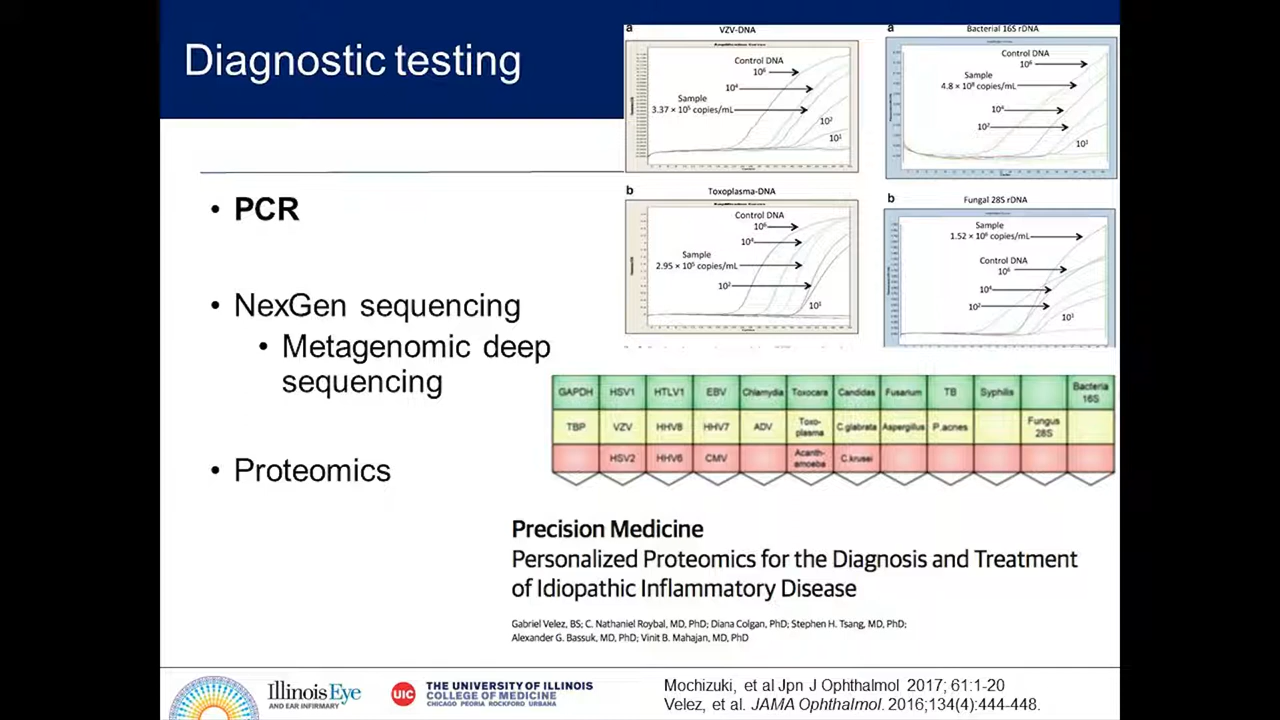 Diagnostic testing
• PCR
• NexGen sequencing
• Metagenomic deep
sequencing
• Proteomics
a
VZV-DNA
Control DNA
10⁶
10⁴
Sample
3.37 × 10⁵ copies/mL
10²
10¹
a
Bacterial 16S rDNA
Control DNA
10⁶
Sample
4.8 × 10⁸ copies/mL
10⁴
10²
10¹
b
Toxoplasma-DNA
Control DNA
10⁶
10⁴
Sample
2.95 × 10⁵ copies/mL
10²
10¹
b
Fungal 28S rDNA
Sample
1.52 × 10⁶ copies/mL
Control DNA
10⁶
10⁴
10²
10¹
GAPDH HSV1 HTLV1 EBV Chlamydia Toxocara Candidas Fusarium TB Syphilis Bacteria 16S
TBP VZV HHV8 HHV7 ADV Toxo-plasma C.glabrata Aspergillus P.acnes Fungus 28S
HSV2 HHV6 CMV Acanth-amoeba C.krusei
Precision Medicine
Personalized Proteomics for the Diagnosis and Treatment
of Idiopathic Inflammatory Disease
Gabriel Velez, BS; C. Nathaniel Roybal, MD, PhD; Diana Colgan, PhD; Stephen H. Tsang, MD, PhD;
Alexander G. Bassuk, MD, PhD; Vinit B. Mahajan, MD, PhD
Illinois Eye
AND EAR INFIRMARY
UIC
THE UNIVERSITY OF ILLINOIS
COLLEGE OF MEDICINE
CHICAGO PEORIA ROCKFORD URBANA
Mochizuki, et al Jpn J Ophthalmol 2017; 61:1-20
Velez, et al. JAMA Ophthalmol. 2016;134(4):444-448.